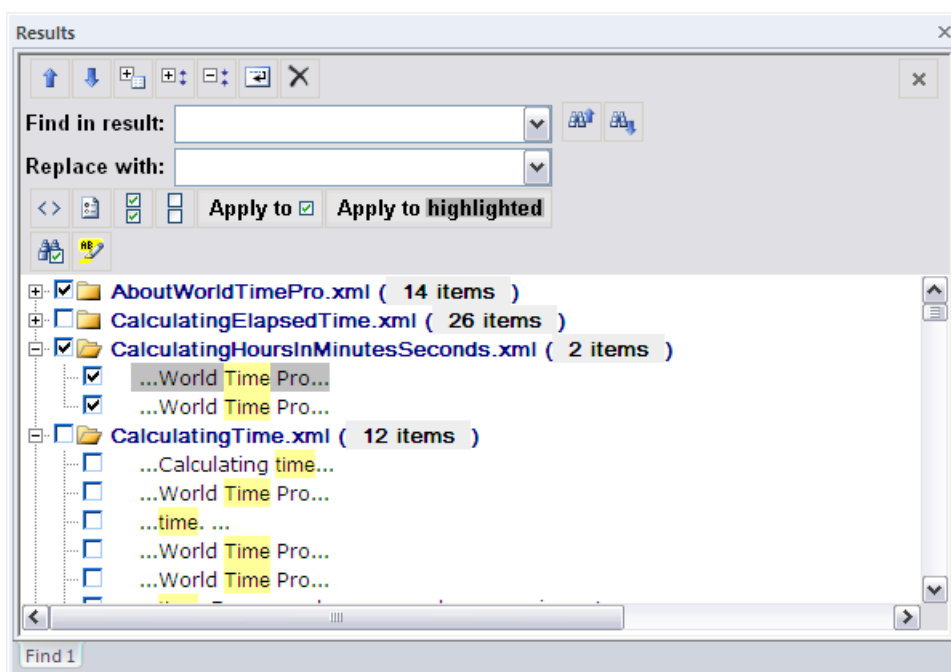 Results
Find in result:
Replace with:
<> Apply to Apply to highlighted
AB
AboutWorldTimePro.xml ( 14 items )
CalculatingElapsedTime.xml ( 26 items )
CalculatingHoursInMinutesSeconds.xml ( 2 items )
...World Time Pro...
...World Time Pro...
CalculatingTime.xml ( 12 items )
...Calculating time...
...World Time Pro...
...time. ...
...World Time Pro...
...World Time Pro...
Find 1